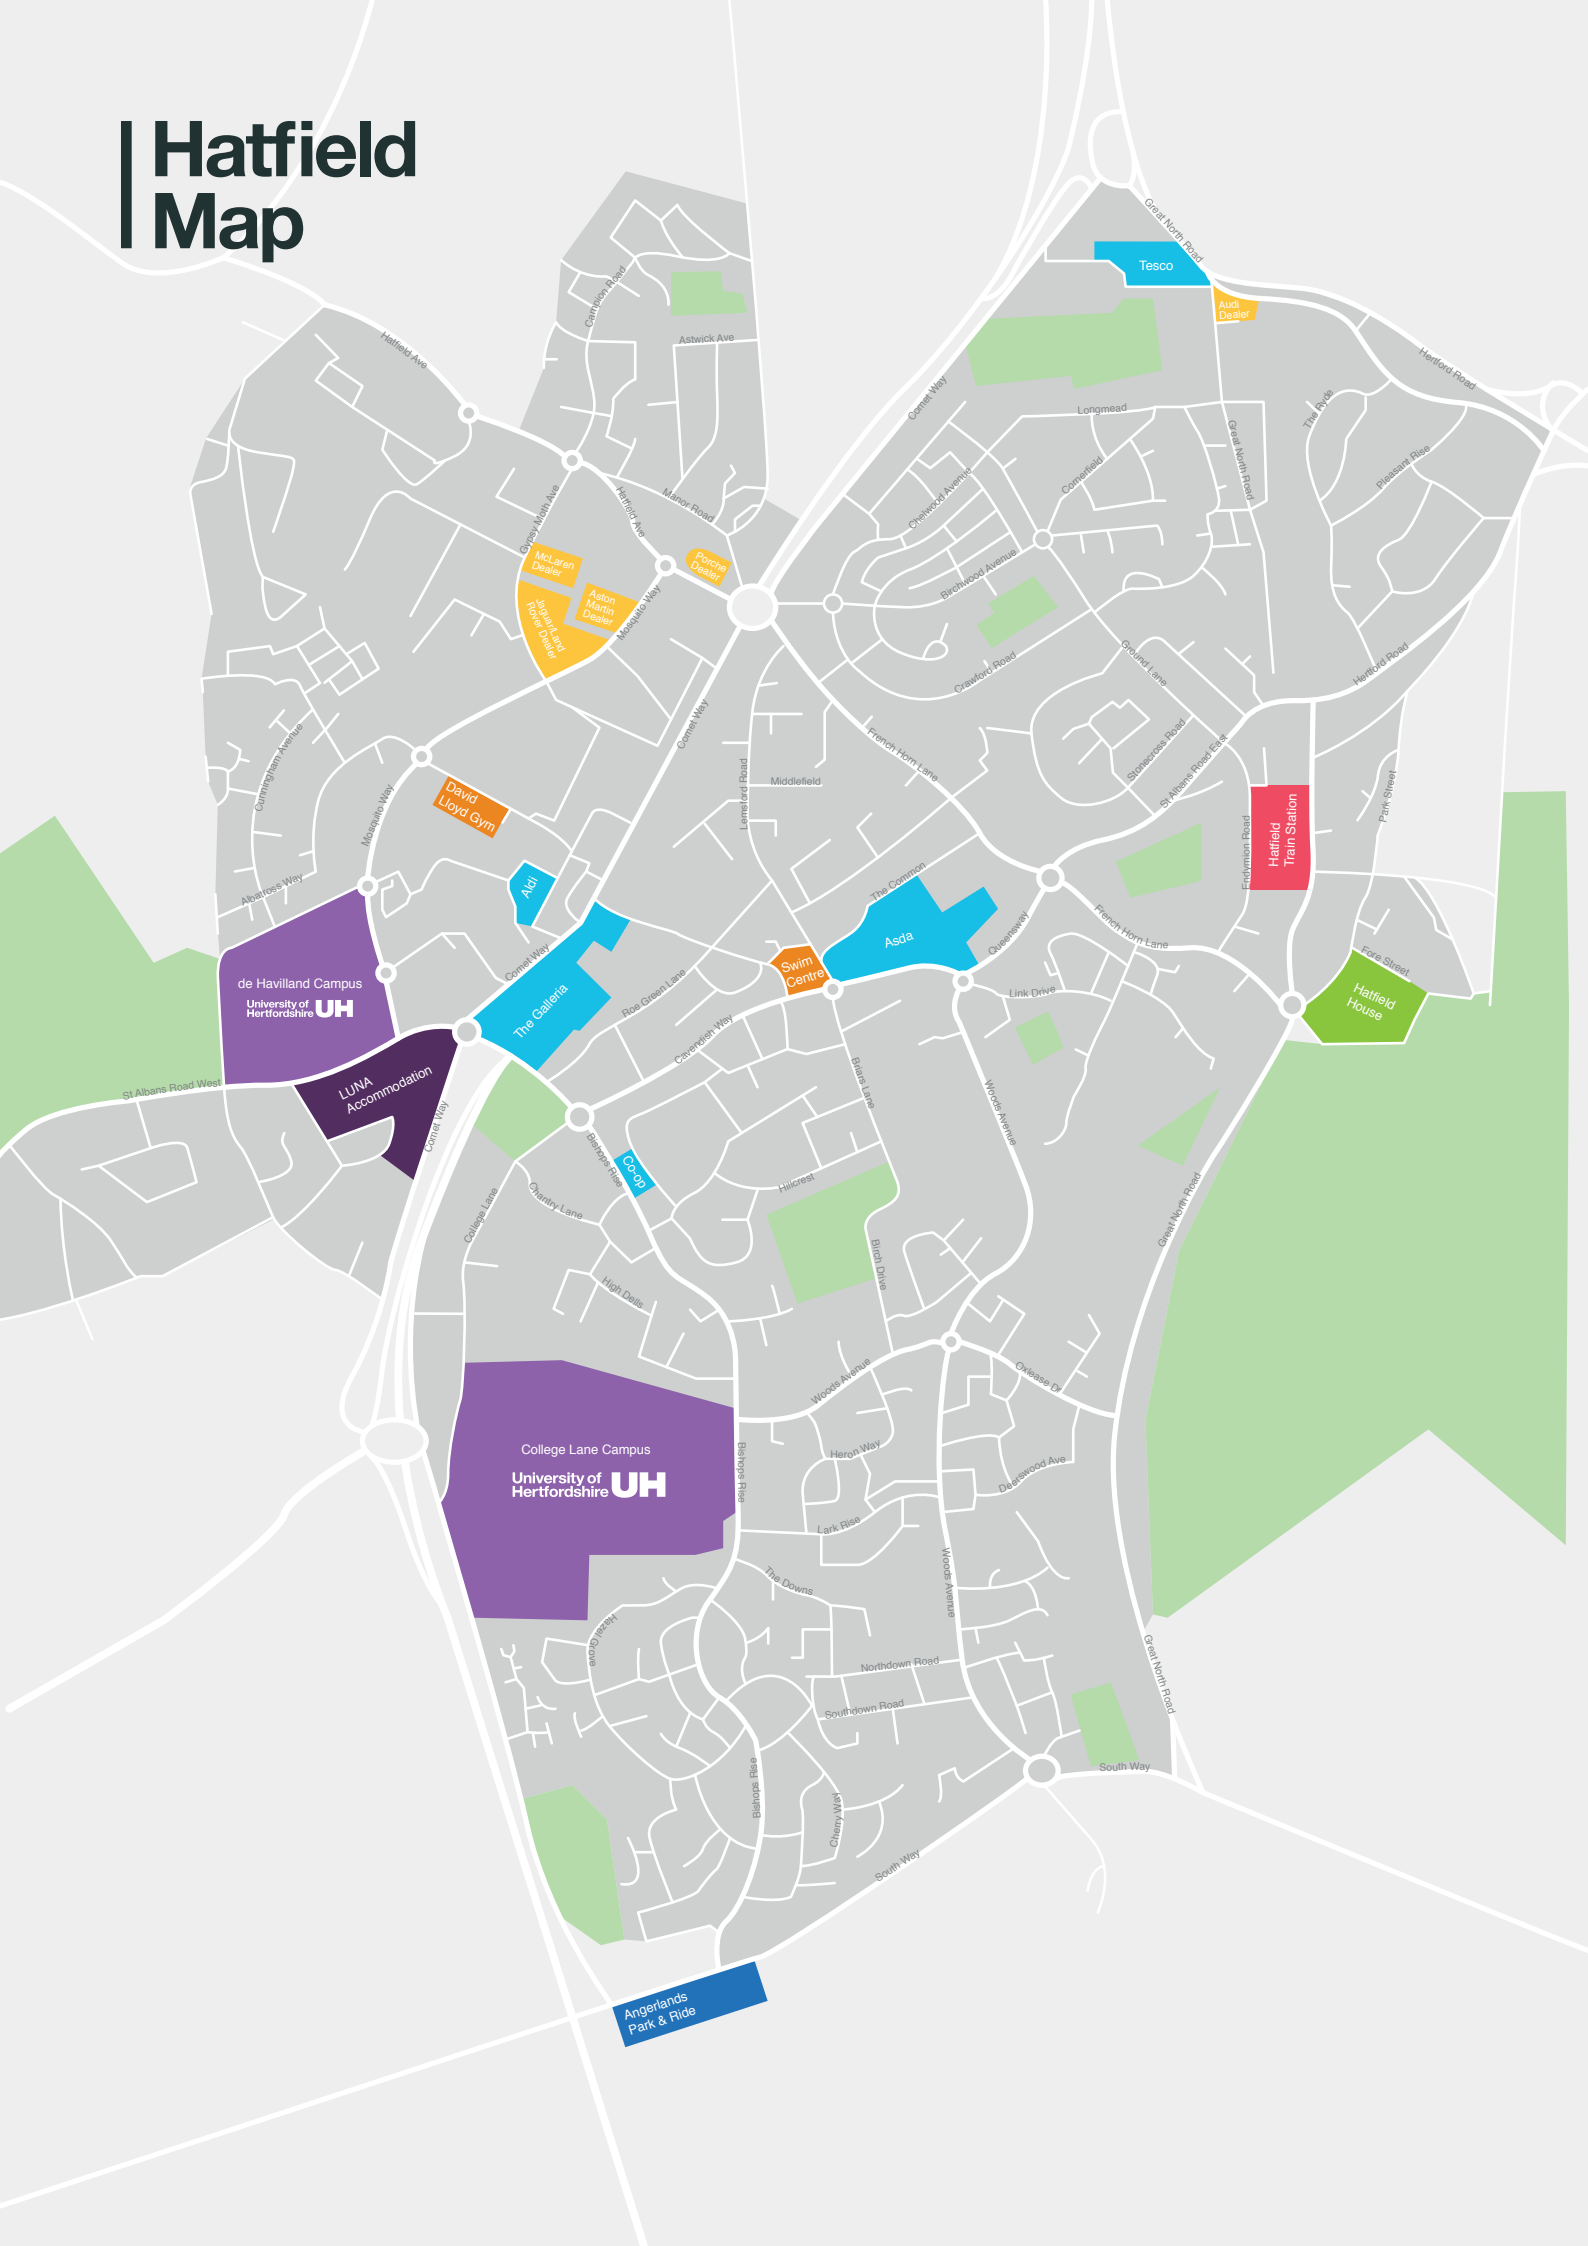 Hatfield
Map
Great North Road
Tesco
Audi
Dealer
Campion Road
Astwick Ave
Hatfield Ave
Hertford Road
Comet Way
The Ryde
Longmead
Great North Road
Pleasant Rise
Cornerfield
Chelwood Avenue
Manor Road
Hatfield Ave
Gypsy Moth Ave
McLaren
Dealer
Porche
Dealer
Aston
Martin
Dealer
Jaguar/Land
Rover Dealer
Mosquito Way
Birchwood Avenue
Crawford Road
Ground Lane
Hertford Road
Comet Way
French Horn Lane
Stonecross Road
St Albans Road East
Cunningham Avenue
Middlefield
Lemsford Road
Park Street
David
Lloyd Gym
Mosquito Way
Hatfield
Train Station
Endymion Road
Albatross Way
Aldi
The Common
Asda
Queensway
French Horn Lane
Comet Way
Swim
Centre
Fore Street
de Havilland Campus
University of
Hertfordshire UH
The Galleria
Roe Green Lane
Link Drive
Hatfield
House
Cavendish Way
St Albans Road West
LUNA
Accommodation
Comet Way
Briars Lane
Woods Avenue
Bishops Rise
Co-op
Hillcrest
Chantry Lane
College Lane
Great North Road
Birch Drive
High Dells
Woods Avenue
Oxlease Dr
College Lane Campus
University of
Hertfordshire UH
Bishops Rise
Heron Way
Deerswood Ave
Lark Rise
Woods Avenue
The Downs
Hazel Grove
Northdown Road
Southdown Road
Great North Road
South Way
Bishops Rise
Cherry Way
South Way
Angerlands
Park & Ride